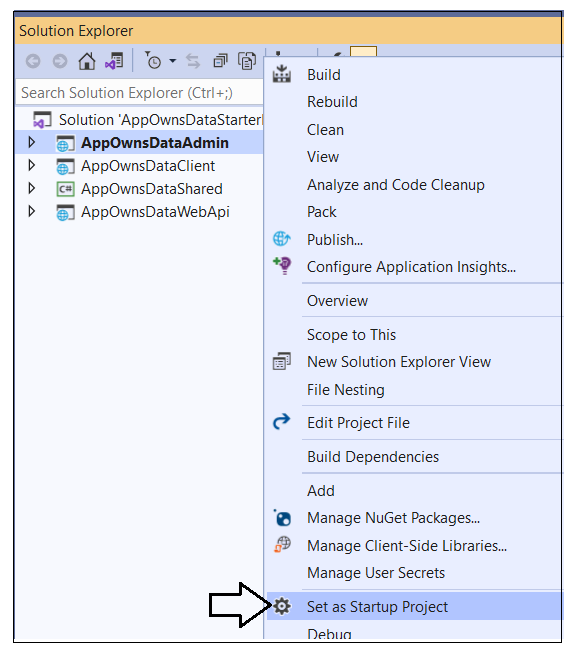 Solution Explorer
Search Solution Explorer (Ctrl+;)
Solution 'AppOwnsDataStarter
AppOwnsDataAdmin
AppOwnsDataClient
C# AppOwnsDataShared
AppOwnsDataWebApi
Build
Rebuild
Clean
View
Analyze and Code Cleanup
Pack
Publish...
Configure Application Insights...
Overview
Scope to This
New Solution Explorer View
File Nesting
Edit Project File
Build Dependencies
Add
Manage NuGet Packages...
Manage Client-Side Libraries...
Manage User Secrets
Set as Startup Project
Debug